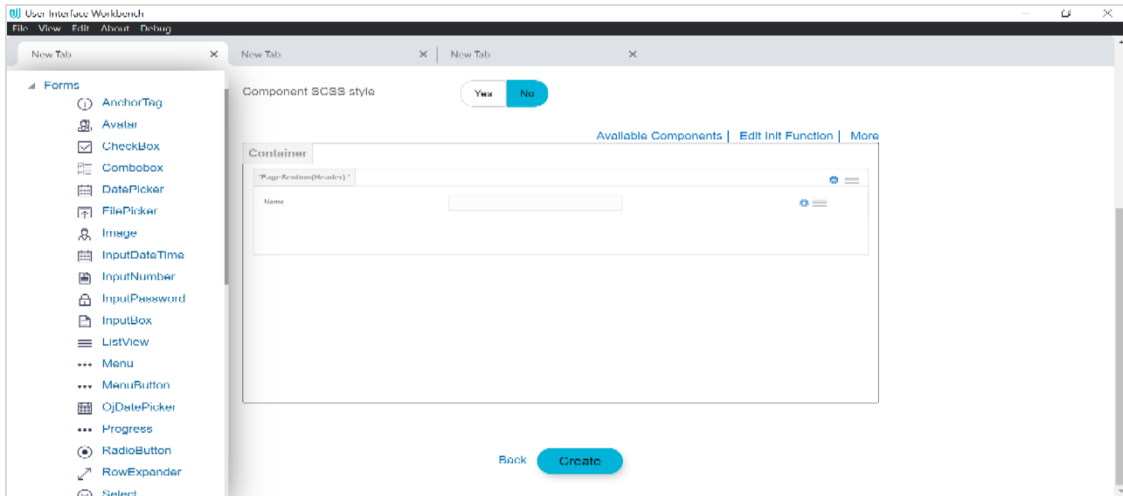 User Interface Workbench
File View Edit About Debug
New Tab
New Tab
New Tab
Forms
AnchorTag
Avatar
CheckBox
Combobox
DatePicker
FilePicker
Image
InputDateTime
InputNumber
InputPassword
InputBox
ListView
Menu
MenuButton
OjDatePicker
Progress
RadioButton
RowExpander
Select
Component SCSS style
Yes No
Available Components | Edit Init Function | More
Container
"PageSection(Header)."
Name
Back Create